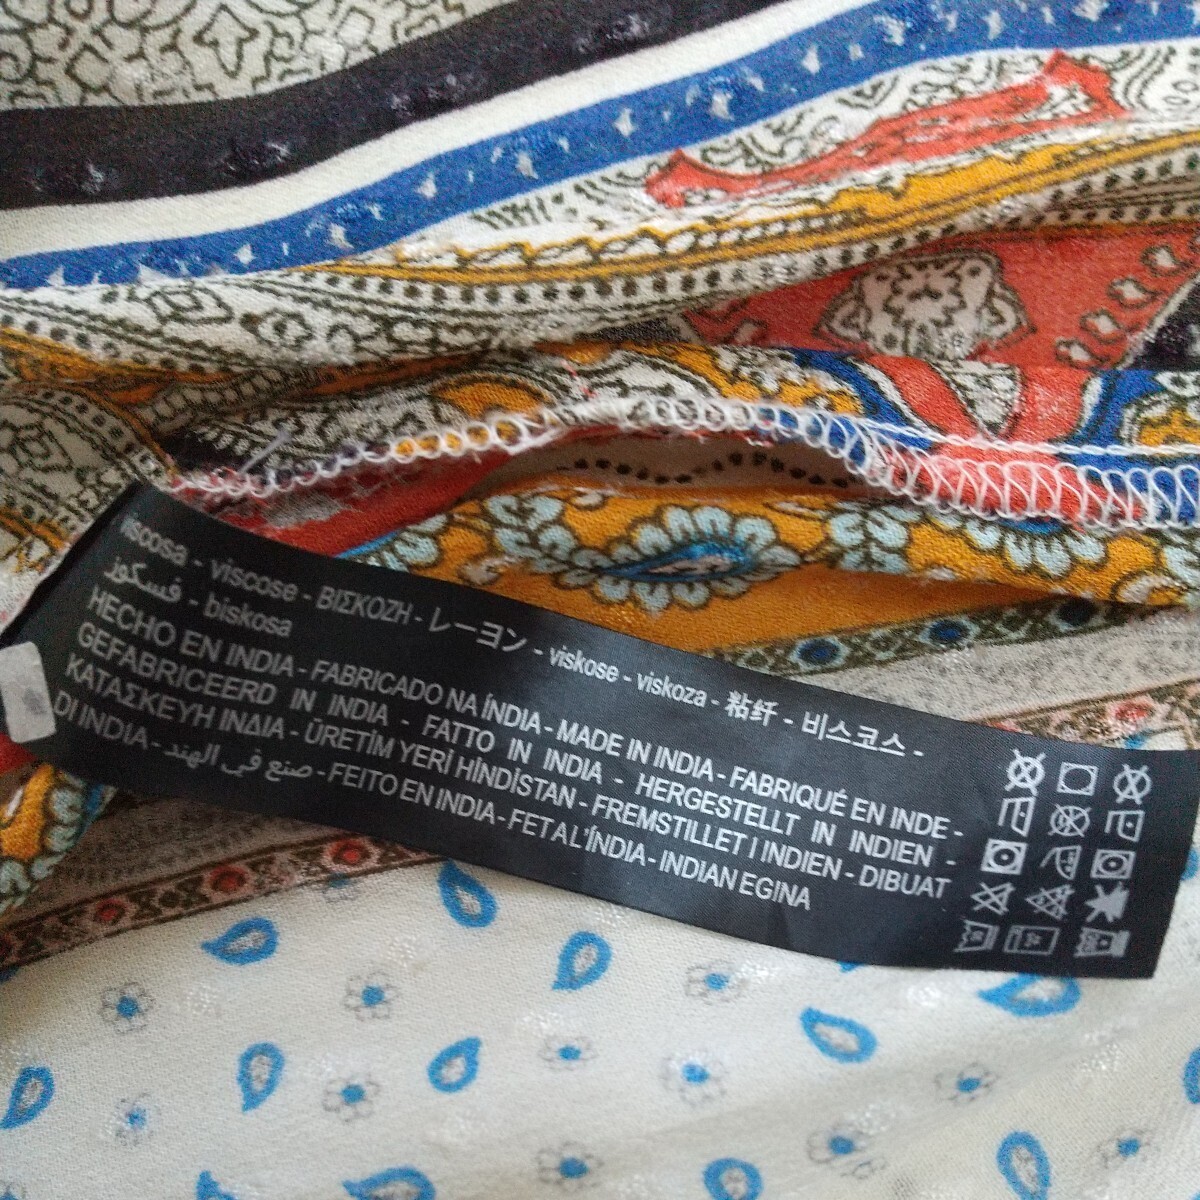 viscosa - viscose - ΒΙΣΚΟΖΗ - レーヨン - viskose - viskoza - 粘纤 - 비스코스 -
فسكوز - biskosa
HECHO EN INDIA - FABRICADO NA ÍNDIA - MADE IN INDIA - FABRIQUÉ EN INDE -
GEFABRICEERD IN INDIA - FATTO IN INDIA - HERGESTELLT IN INDIEN -
ΚΑΤΑΣΚΕΥΗ ΙΝΔΙΑ - ÜRETİM YERİ HİNDİSTAN - FREMSTILLET I INDIEN - DIBUAT
DI INDIA - صنع في الهند - FEITO EN INDIA - FET A L'ÍNDIA - INDIAN EGINA